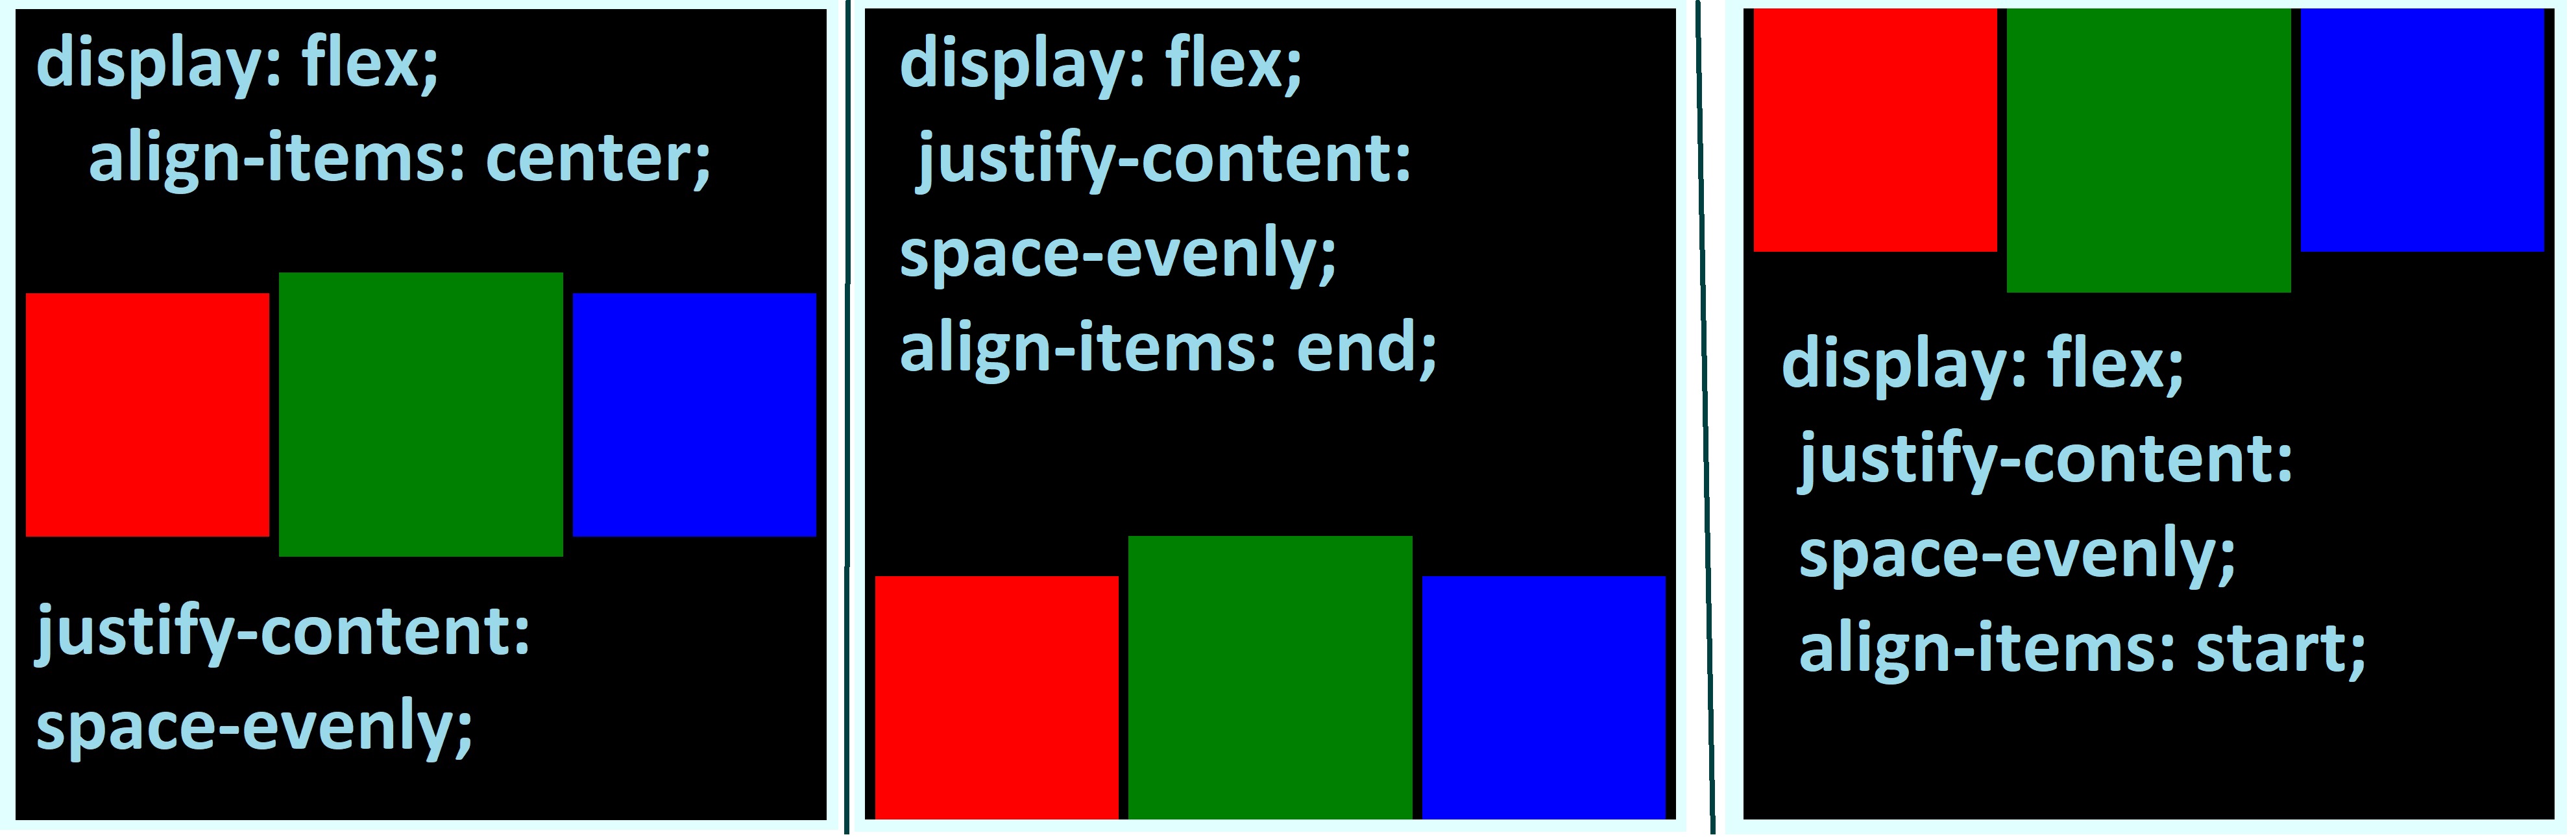 display: flex;
align-items: center;
justify-content:
space-evenly;
display: flex;
justify-content:
space-evenly;
align-items: end;
display: flex;
justify-content:
space-evenly;
align-items: start;